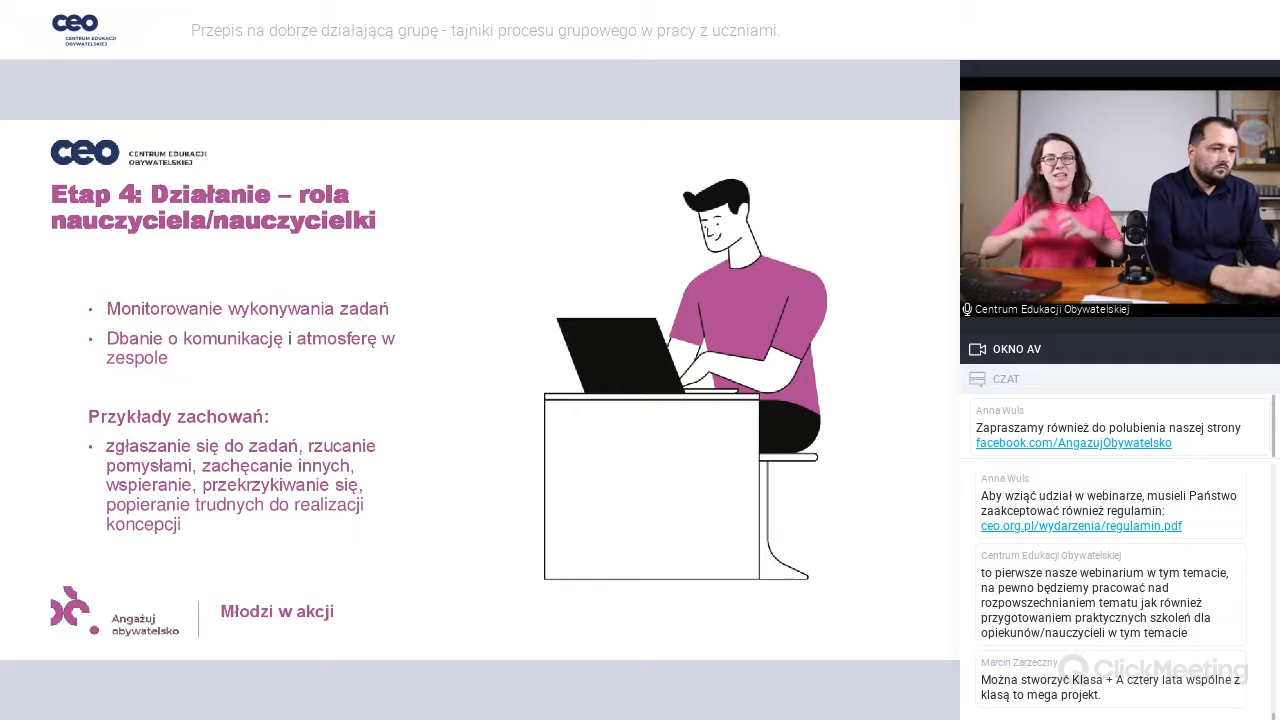 ceo
CENTRUM EDUKACJI
OBYWATELSKIEJ
Przepis na dobrze działającą grupę - tajniki procesu grupowego w pracy z uczniami.
ceo
CENTRUM EDUKACJI
OBYWATELSKIEJ
Etap 4: Działanie – rola
nauczyciela/nauczycielki
• Monitorowanie wykonywania zadań
• Dbanie o komunikację i atmosferę w
zespole
Przykłady zachowań:
• zgłaszanie się do zadań, rzucanie
pomysłami, zachęcanie innych,
wspieranie, przekrzykiwanie się,
popieranie trudnych do realizacji
koncepcji
Angażuj
obywatelsko
Młodzi w akcji
Centrum Edukacji Obywatelskiej
OKNO AV
CZAT
Anna Wuls
Zapraszamy również do polubienia naszej strony
facebook.com/AngazujObywatelsko
Anna Wuls
Aby wziąć udział w webinarze, musieli Państwo
zaakceptować również regulamin:
ceo.org.pl/wydarzenia/regulamin.pdf
Centrum Edukacji Obywatelskiej
to pierwsze nasze webinarium w tym temacie,
na pewno będziemy pracować nad
rozpowszechnianiem tematu jak również
przygotowaniem praktycznych szkoleń dla
opiekunów/nauczycieli w tym temacie
Marcin Zarzeczny
ClickMeeting
Można stworzyć Klasa + A cztery lata wspólne z
klasą to mega projekt.